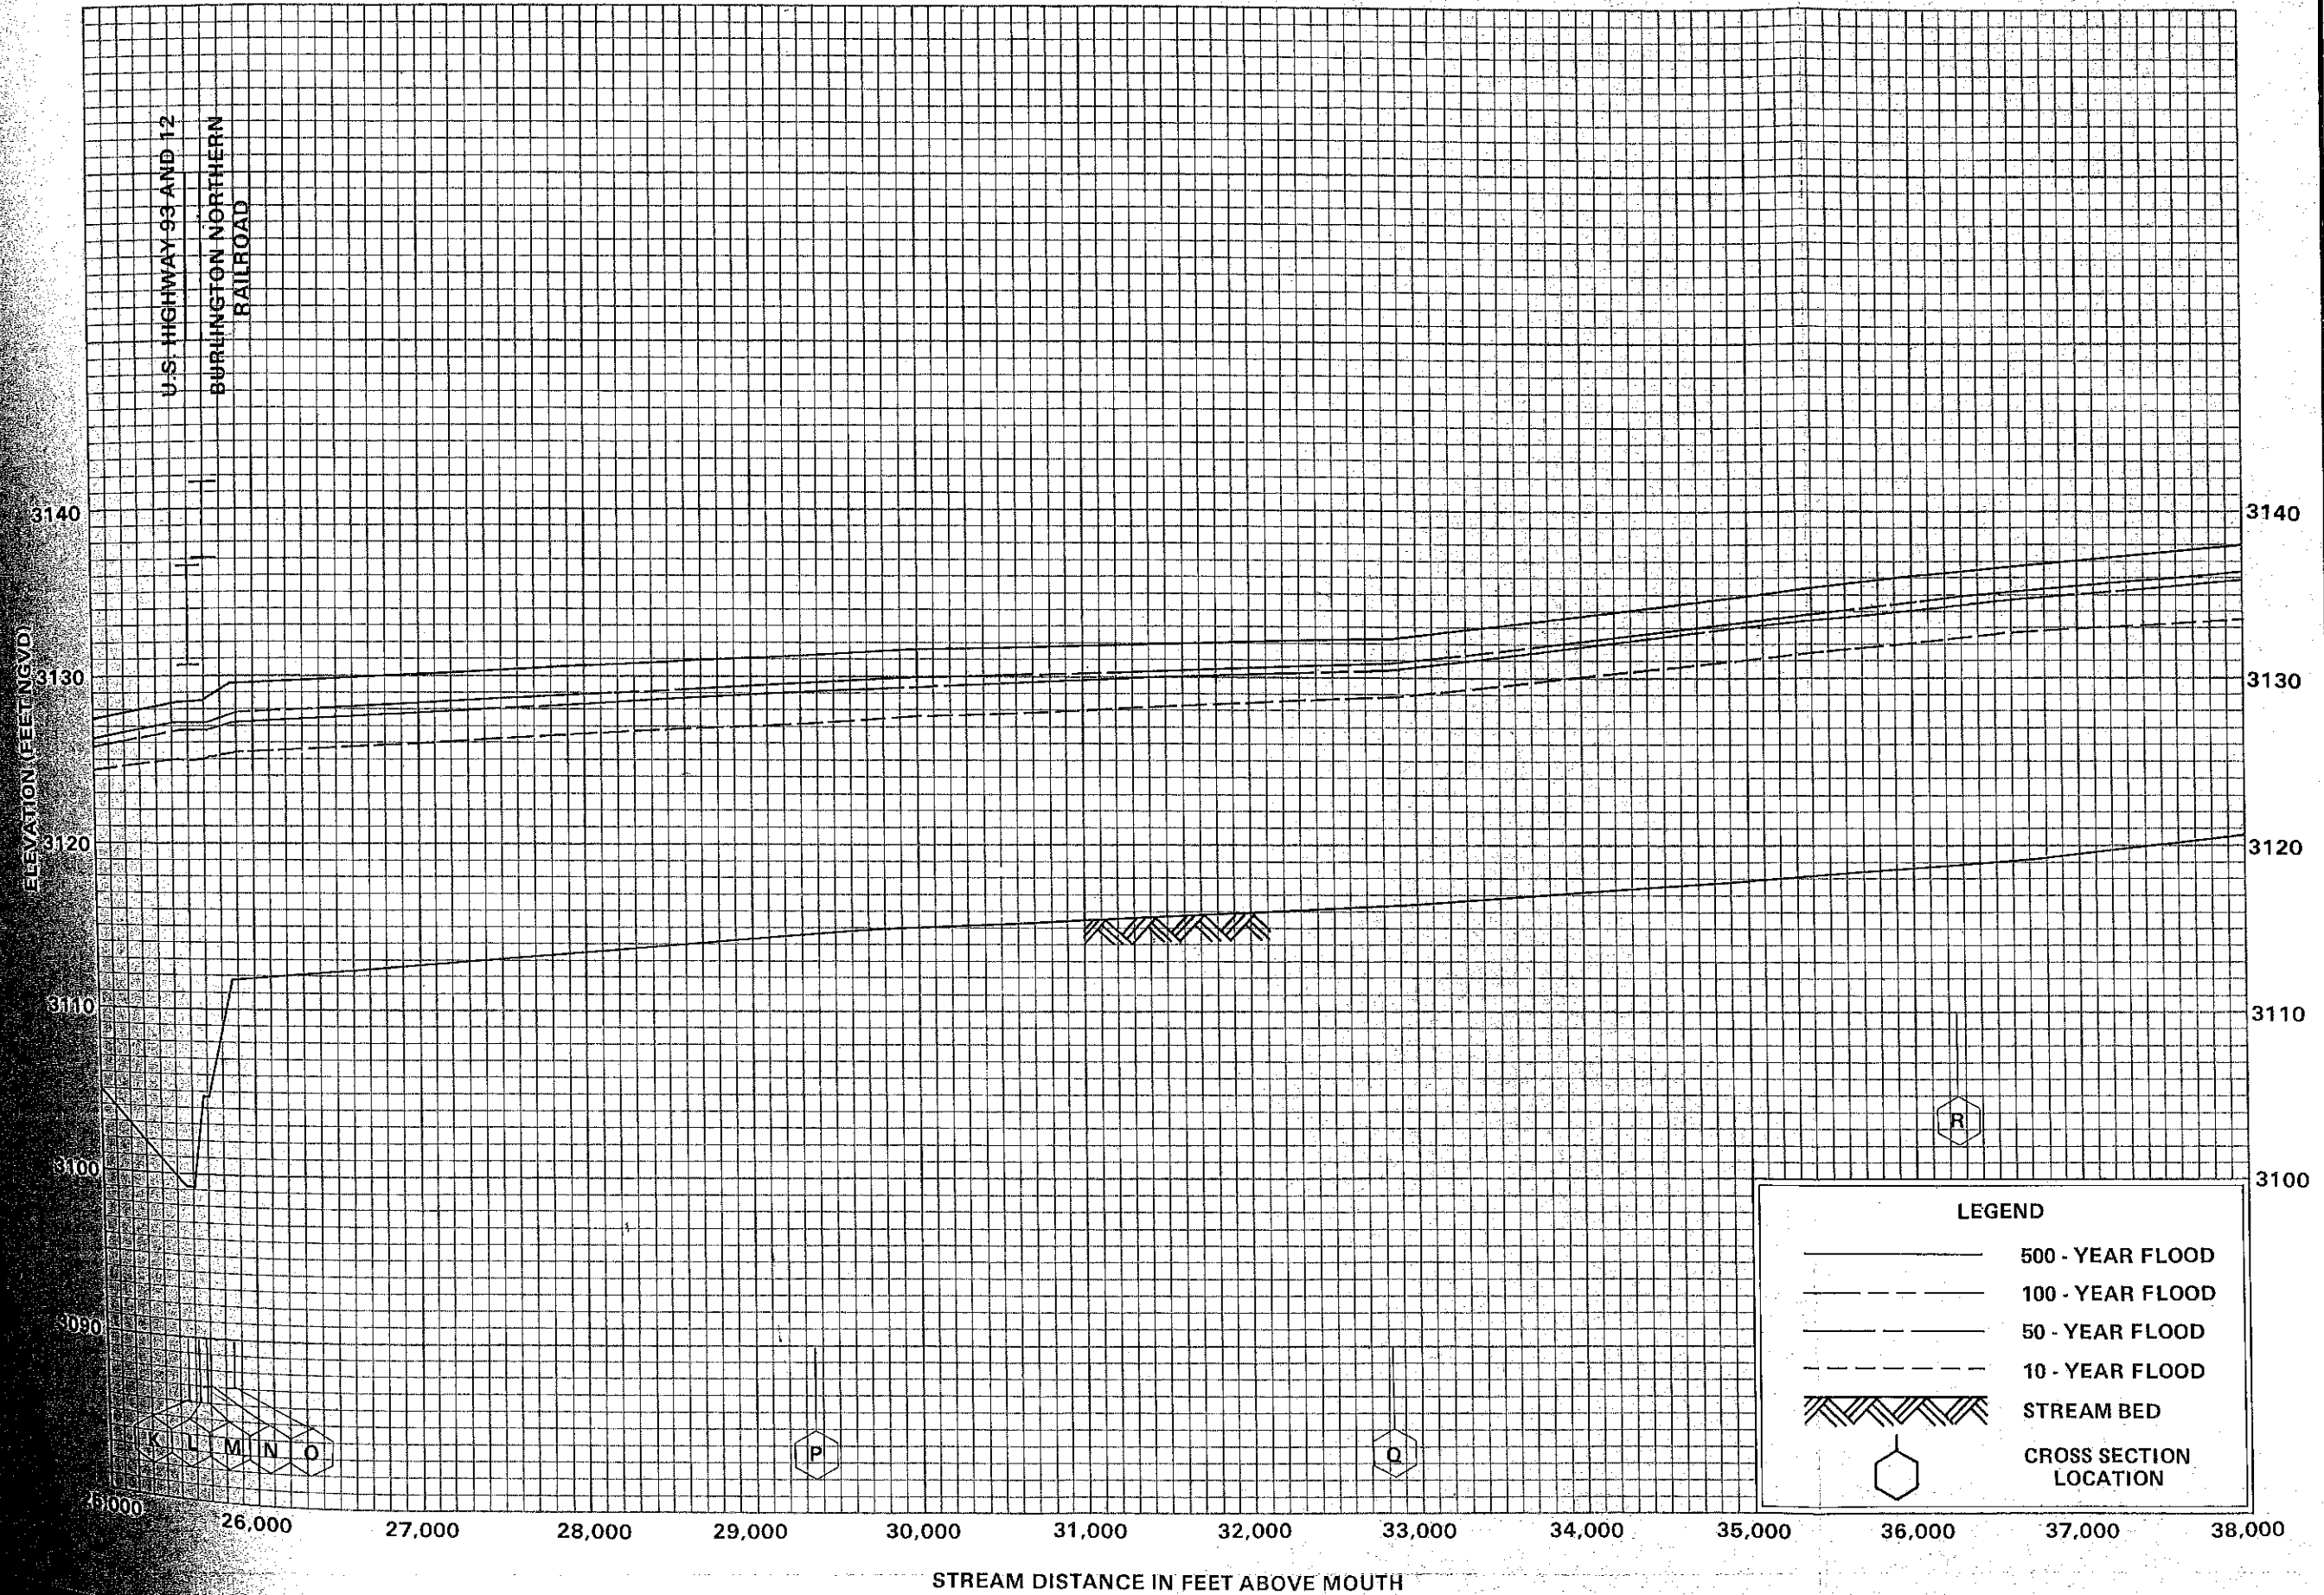 U.S. HIGHWAY 93 AND 12
BURLINGTON NORTHERN
RAILROAD
ELEVATION (FEET NGVD)
3140
3130
3120
3110
3100
3090
3140
3130
3120
3110
3100
R
K
L
M
N
O
P
Q
LEGEND
500 - YEAR FLOOD
100 - YEAR FLOOD
50 - YEAR FLOOD
10 - YEAR FLOOD
STREAM BED
CROSS SECTION
LOCATION
25,000
26,000
27,000
28,000
29,000
30,000
31,000
32,000
33,000
34,000
35,000
36,000
37,000
38,000
STREAM DISTANCE IN FEET ABOVE MOUTH